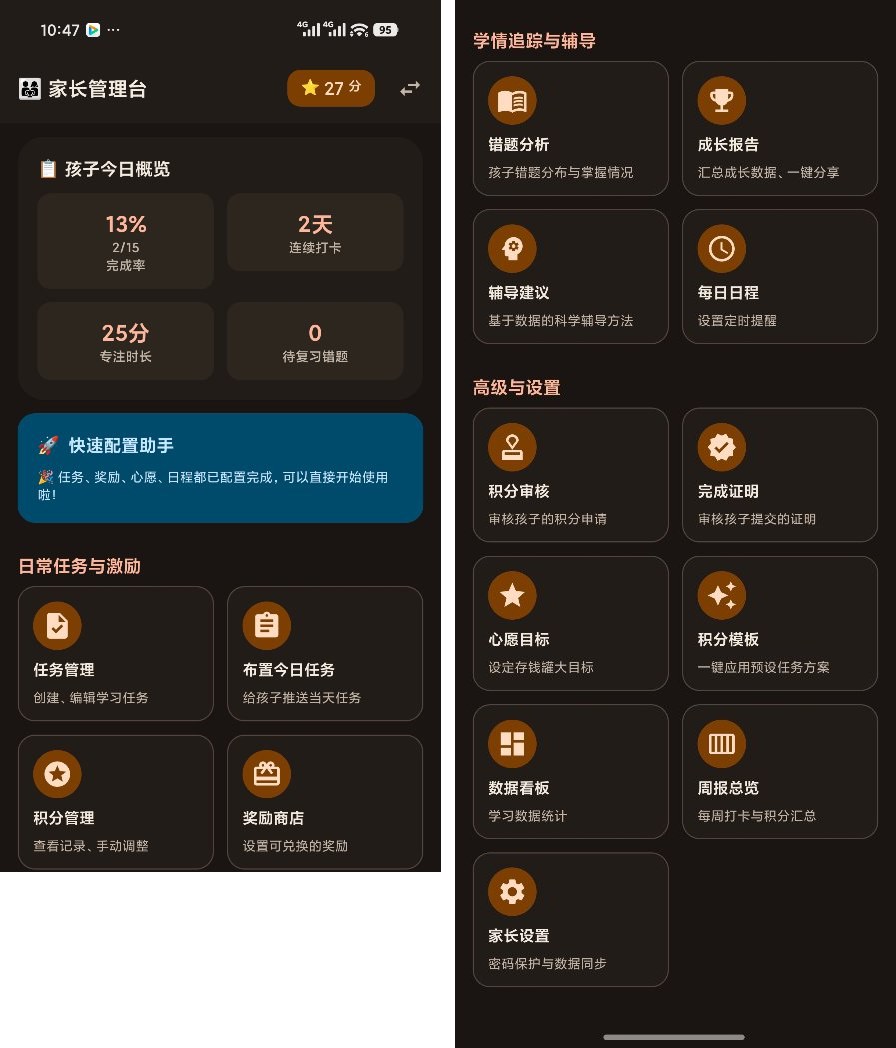 10:47
4G 4G 95
家长管理台
27 分
孩子今日概览
13%
2/15
完成率
2天
连续打卡
25分
专注时长
0
待复习错题
快速配置助手
任务、奖励、心愿、日程都已配置完成，可以直接开始使用
啦！
日常任务与激励
任务管理
创建、编辑学习任务
布置今日任务
给孩子推送当天任务
积分管理
查看记录、手动调整
奖励商店
设置可兑换的奖励
学情追踪与辅导
错题分析
孩子错题分布与掌握情况
成长报告
汇总成长数据、一键分享
辅导建议
基于数据的科学辅导方法
每日日程
设置定时提醒
高级与设置
积分审核
审核孩子的积分申请
完成证明
审核孩子提交的证明
心愿目标
设定存钱罐大目标
积分模板
一键应用预设任务方案
数据看板
学习数据统计
周报总览
每周打卡与积分汇总
家长设置
密码保护与数据同步